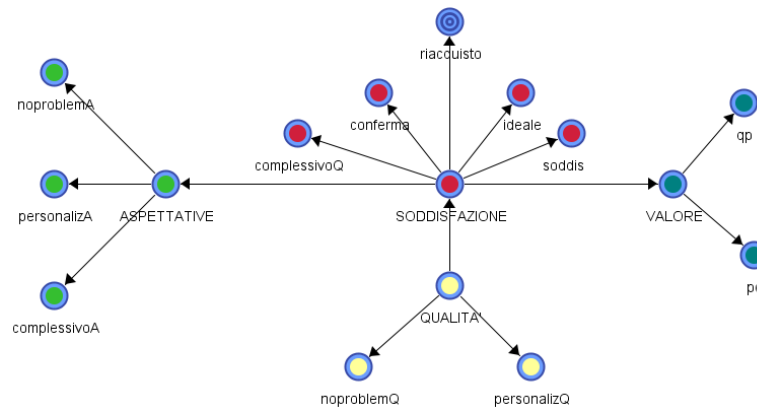 riacquisto
noproblemA
conferma
ideale
qp
complessivoQ
soddis
personalizA
ASPETTATIVE
SODDISFAZIONE
VALORE
complessivoA
QUALITA'
noproblemQ
personalizQ